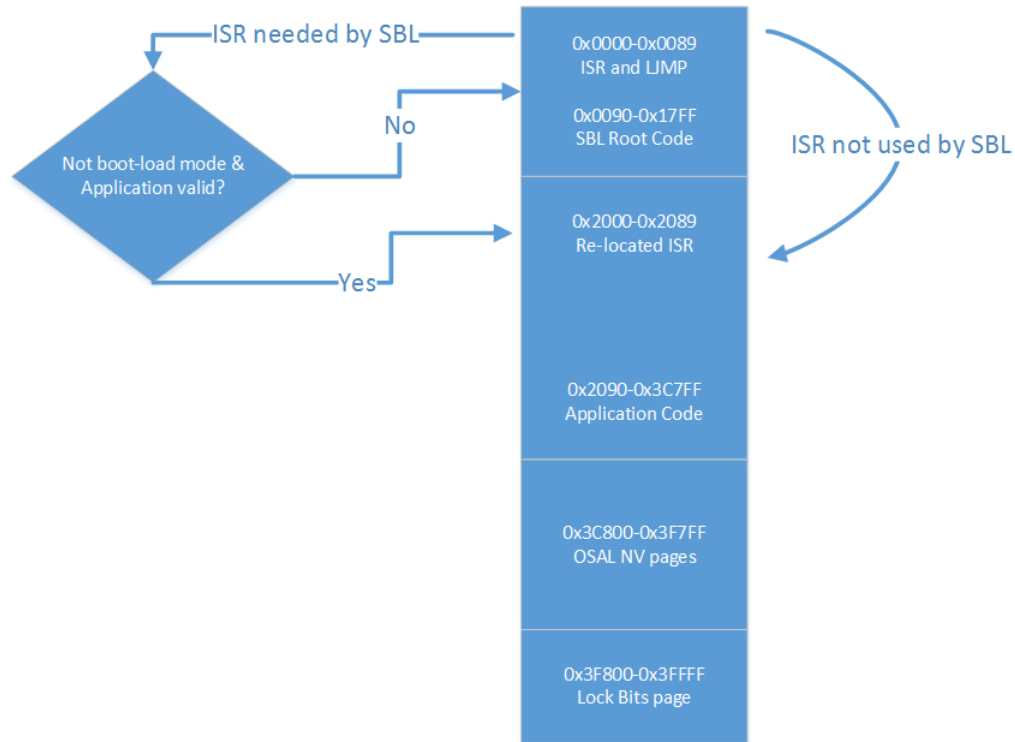 ISR needed by SBL
0x0000-0x0089
ISR and LJMP
0x0090-0x17FF
SBL Root Code
No
Not boot-load mode &
Application valid?
ISR not used by SBL
0x2000-0x2089
Re-located ISR
Yes
0x2090-0x3C7FF
Application Code
0x3C800-0x3F7FF
OSAL NV pages
0x3F800-0x3FFFF
Lock Bits page